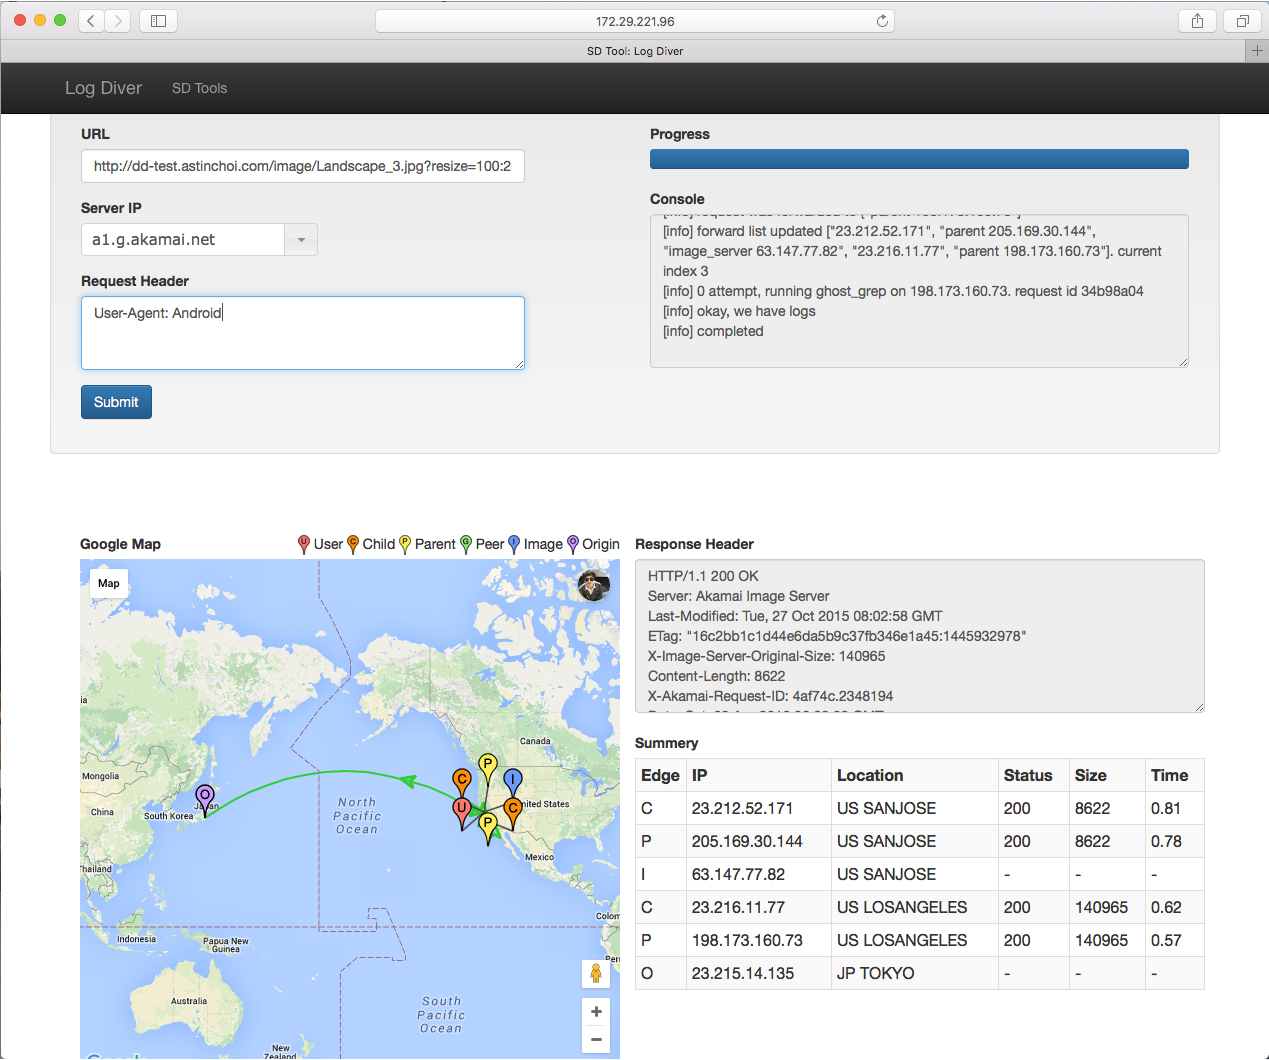 172.29.221.96
SD Tool: Log Diver
Log Diver SD Tools
URL
http://dd-test.astinchoi.com/image/Landscape_3.jpg?resize=100:2
Server IP
a1.g.akamai.net
Request Header
User-Agent: Android
Submit
Progress
Console
[info] forward list updated ["23.212.52.171", "parent 205.169.30.144",
"image_server 63.147.77.82", "23.216.11.77", "parent 198.173.160.73"]. current
index 3
[info] 0 attempt, running ghost_grep on 198.173.160.73. request id 34b98a04
[info] okay, we have logs
[info] completed
Google Map
U User C Child P Parent G Peer I Image O Origin
Map
Canada
Mongolia
China
Japan
South Korea
North
Pacific
Ocean
United States
Mexico
Thailand
Indonesia
Papua New
Guinea
Australia
South
Pacific
Ocean
New
Zealand
C
P
I
O
U
C
P
+
−
Response Header
HTTP/1.1 200 OK
Server: Akamai Image Server
Last-Modified: Tue, 27 Oct 2015 08:02:58 GMT
ETag: "16c2bb1c1d44e6da5b9c37fb346e1a45:1445932978"
X-Image-Server-Original-Size: 140965
Content-Length: 8622
X-Akamai-Request-ID: 4af74c.2348194
Summery
Edge IP Location Status Size Time
C 23.212.52.171 US SANJOSE 200 8622 0.81
P 205.169.30.144 US SANJOSE 200 8622 0.78
I 63.147.77.82 US SANJOSE - - -
C 23.216.11.77 US LOSANGELES 200 140965 0.62
P 198.173.160.73 US LOSANGELES 200 140965 0.57
O 23.215.14.135 JP TOKYO - - -